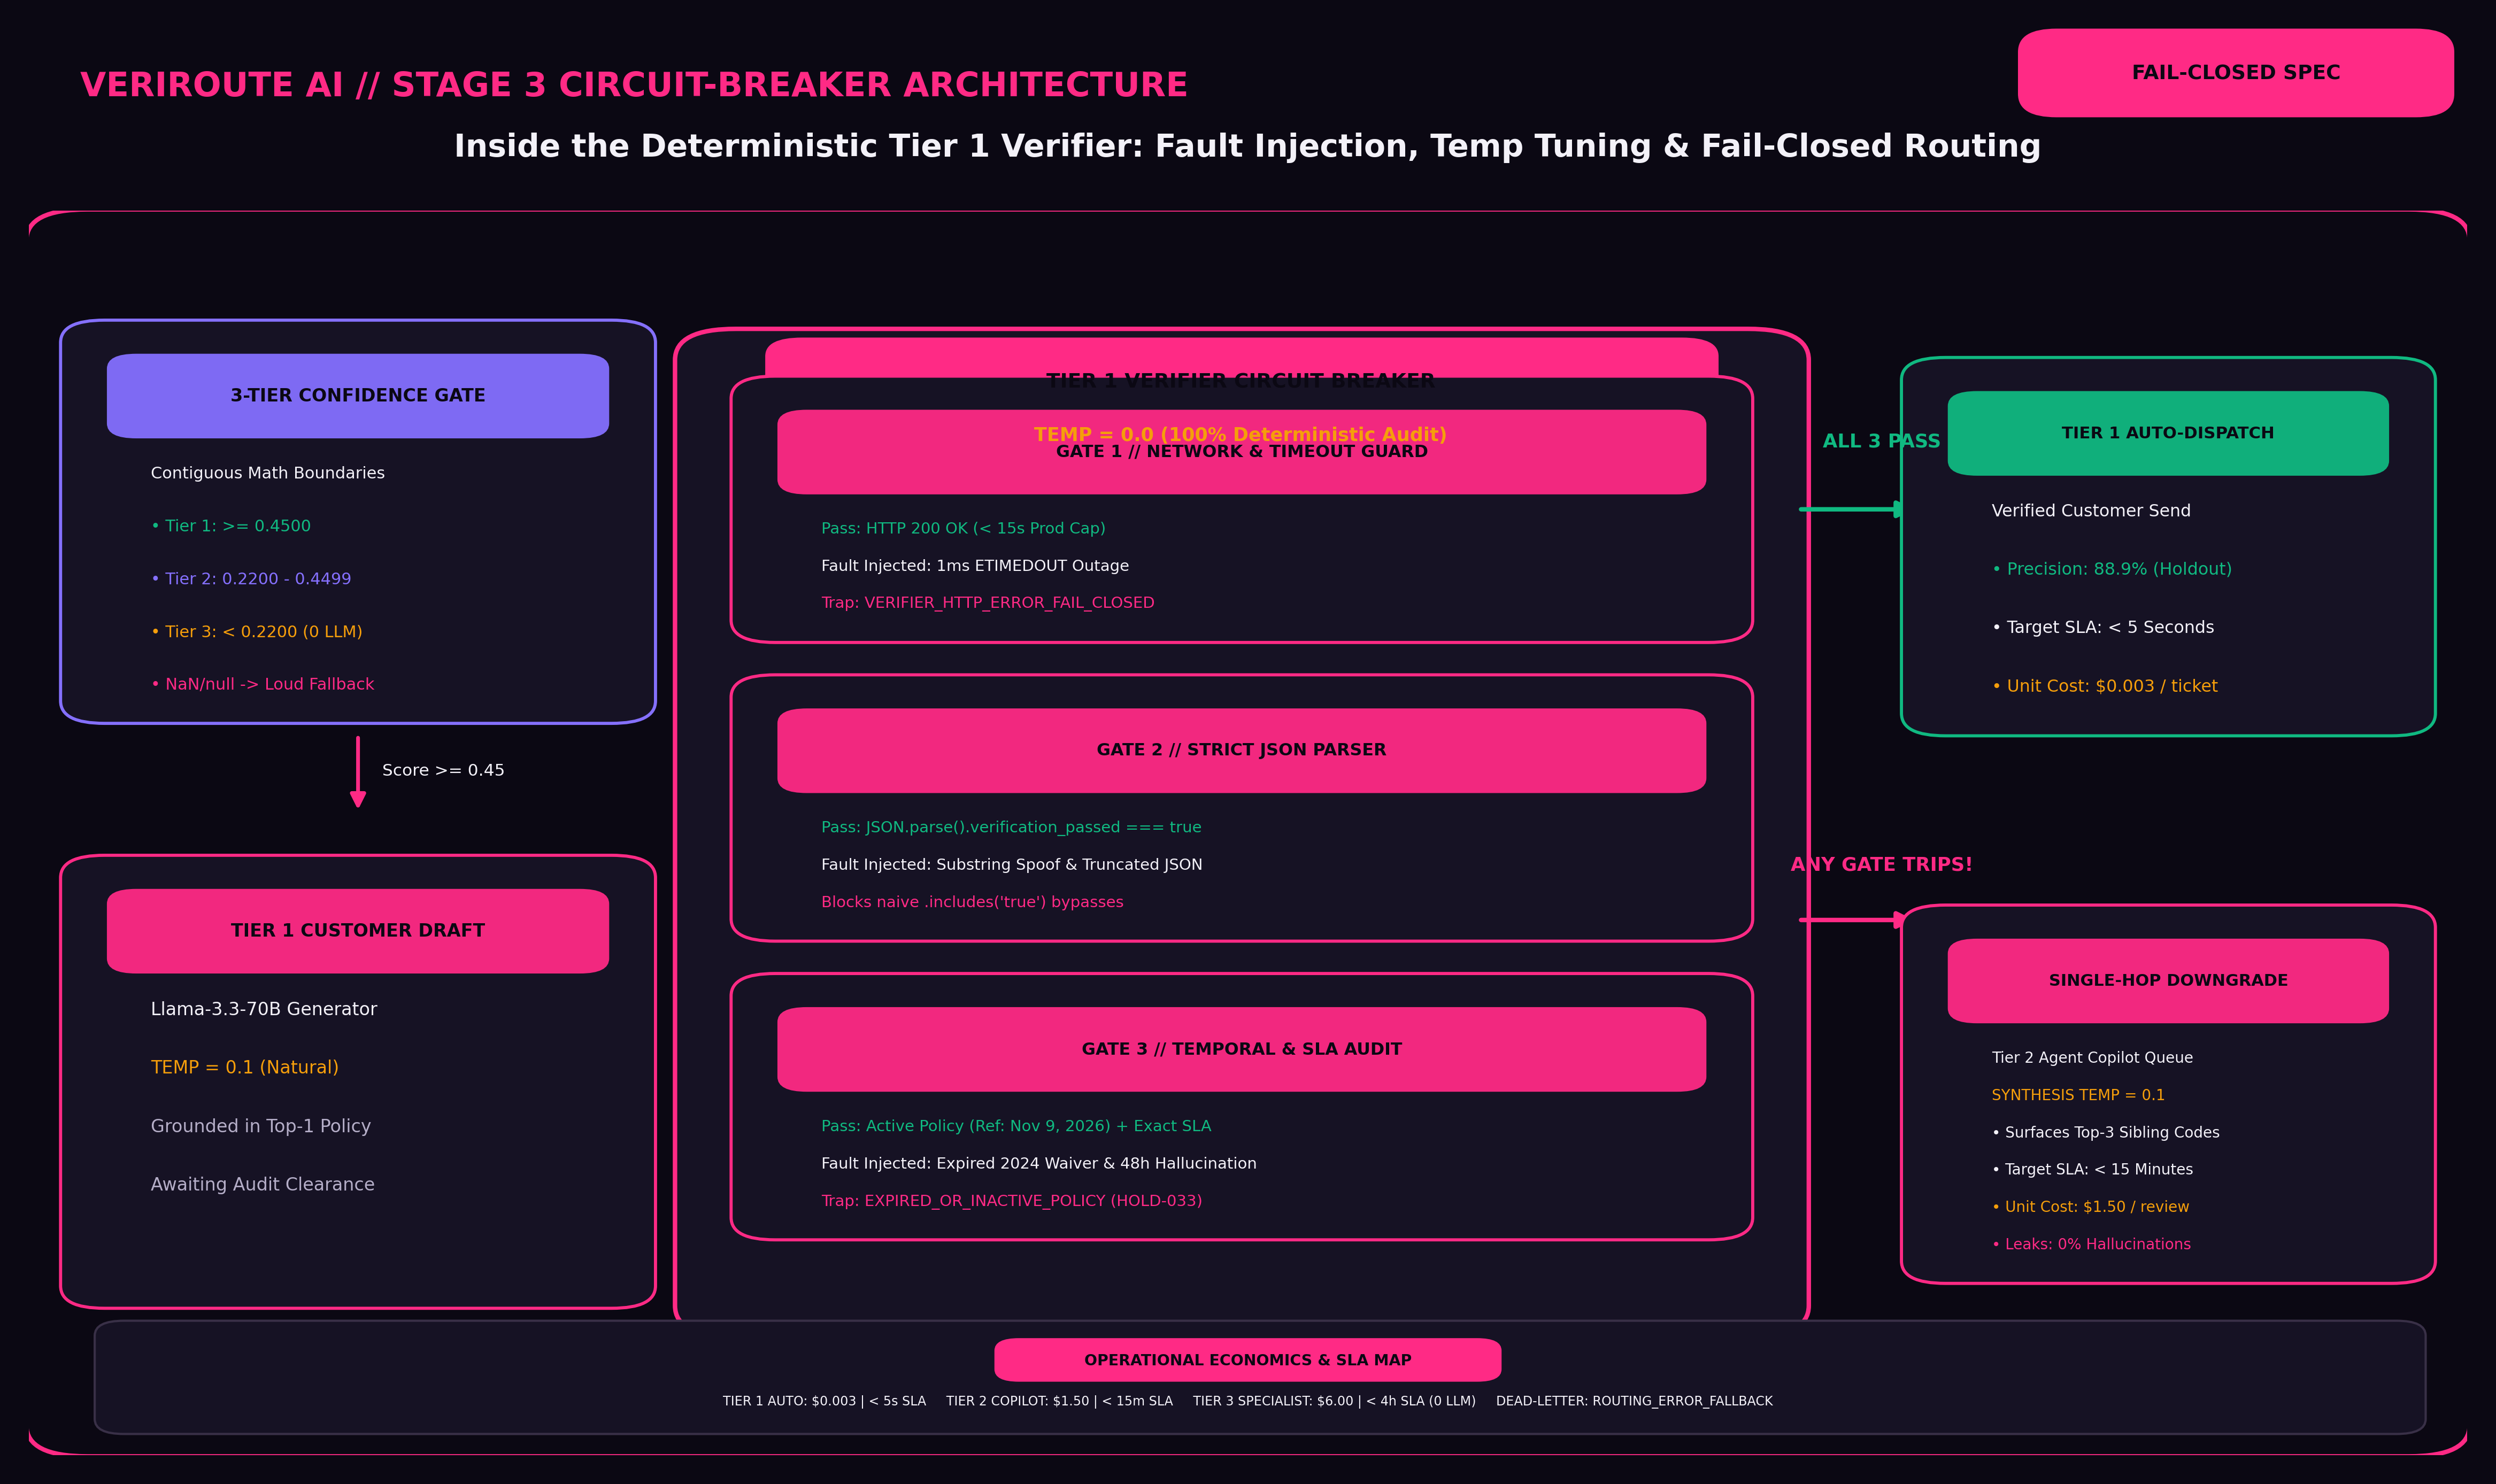 VERIROUTE AI // STAGE 3 CIRCUIT-BREAKER ARCHITECTURE
FAIL-CLOSED SPEC
Inside the Deterministic Tier 1 Verifier: Fault Injection, Temp Tuning & Fail-Closed Routing
3-TIER CONFIDENCE GATE
Contiguous Math Boundaries
• Tier 1: >= 0.4500
• Tier 2: 0.2200 - 0.4499
• Tier 3: < 0.2200 (0 LLM)
• NaN/null -> Loud Fallback
Score >= 0.45
TIER 1 CUSTOMER DRAFT
Llama-3.3-70B Generator
TEMP = 0.1 (Natural)
Grounded in Top-1 Policy
Awaiting Audit Clearance
TIER 1 VERIFIER CIRCUIT BREAKER
TEMP = 0.0 (100% Deterministic Audit)
GATE 1 // NETWORK & TIMEOUT GUARD
Pass: HTTP 200 OK (< 15s Prod Cap)
Fault Injected: 1ms ETIMEDOUT Outage
Trap: VERIFIER_HTTP_ERROR_FAIL_CLOSED
GATE 2 // STRICT JSON PARSER
Pass: JSON.parse().verification_passed === true
Fault Injected: Substring Spoof & Truncated JSON
Blocks naive .includes('true') bypasses
GATE 3 // TEMPORAL & SLA AUDIT
Pass: Active Policy (Ref: Nov 9, 2026) + Exact SLA
Fault Injected: Expired 2024 Waiver & 48h Hallucination
Trap: EXPIRED_OR_INACTIVE_POLICY (HOLD-033)
ALL 3 PASS
TIER 1 AUTO-DISPATCH
Verified Customer Send
• Precision: 88.9% (Holdout)
• Target SLA: < 5 Seconds
• Unit Cost: $0.003 / ticket
ANY GATE TRIPS!
SINGLE-HOP DOWNGRADE
Tier 2 Agent Copilot Queue
SYNTHESIS TEMP = 0.1
• Surfaces Top-3 Sibling Codes
• Target SLA: < 15 Minutes
• Unit Cost: $1.50 / review
• Leaks: 0% Hallucinations
OPERATIONAL ECONOMICS & SLA MAP
TIER 1 AUTO: $0.003 | < 5s SLA     TIER 2 COPILOT: $1.50 | < 15m SLA     TIER 3 SPECIALIST: $6.00 | < 4h SLA (0 LLM)     DEAD-LETTER: ROUTING_ERROR_FALLBACK